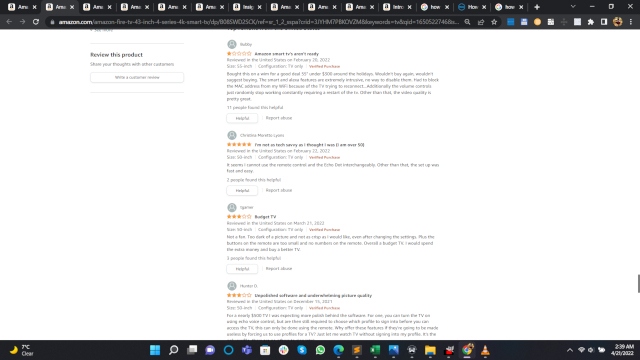 Ama
Ama
Ama
Ama
Ama
Ama
Insig
Ama
Ama
Ama
Ama
Intro
how
How
how
amazon.com/amazon-fire-tv-43-inch-4-series-4k-smart-tv/dp/
Review this product
Share your thoughts with other customers
Write a customer review
Bobby
Amazon smart tv's aren't ready
Reviewed in the United States on February 20, 2022
Size: 55-inch | Configuration: TV only | Verified Purchase
Bought this on a whim for a good deal 55" under $300 around the holidays. Wouldn't buy again, wouldn't
suggest buying. The smart and alexa features are extremely intrusive, no way to disable them. Had to block
the MAC address from my WiFi because of the TV trying to reconnect. Additionally the volume controls
just randomly stop working constantly requiring a restart of the tv. Other than that, the video quality is
pretty great.
11 people found this helpful
Helpful | Report abuse
Christina Moretto Lyons
I'm not as tech savvy as I thought I was (I am over 50)
Reviewed in the United States on February 22, 2022
Size: 50-inch | Configuration: TV only | Verified Purchase
It seems I cannot use the remote control and the Echo Dot interchangeably. Other than that, the set up was
fast and easy.
2 people found this helpful
Helpful | Report abuse
Budget TV
Reviewed in the United States on March 21, 2022
Size: 50-inch | Configuration: TV only | Verified Purchase
Not a fan. Too dark of a picture and not as crisp as I would like, even after changing the settings. Plus the
buttons on the remote are too small and no numbers on the remote. Overall a budget TV. I would spend
the extra money and buy a better TV.
2 people found this helpful
Helpful | Report abuse
Hunter D.
Unpolished software and underwhelming picture quality
Reviewed in the United States on December 15, 2021
Size: 50-inch | Configuration: TV only | Verified Purchase
For a nearly $600 TV I was expecting more polish behind the software. For one, you can turn the TV on
using echo voice control, but are then still required to choose which profile to sign into before you can
access the TV, this can only be done using the remote. Why offer these features if they're going to be made
useless by forcing us to use profiles for a TV? Just let me watch TV without signing into my profile. It's the
7°C
Clear
2:39 AM
4/21/2022